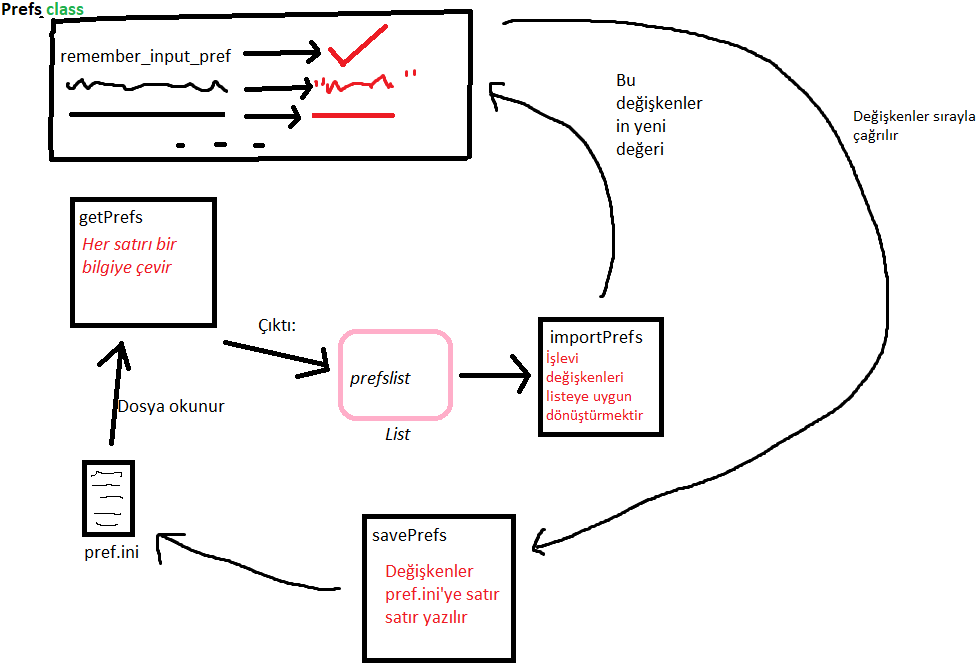 Prefs class
remember_input_pref
Bu
değişkenler
in yeni
değeri
Değişkenler sırayla
çağrılır
getPrefs
Her satırı bir
bilgiye çevir
Çıktı:
prefslist
List
importPrefs
İşlevi
değişkenleri
listeye uygun
dönüştürmektir
Dosya okunur
pref.ini
savePrefs
Değişkenler
pref.ini'ye satır
satır yazılır